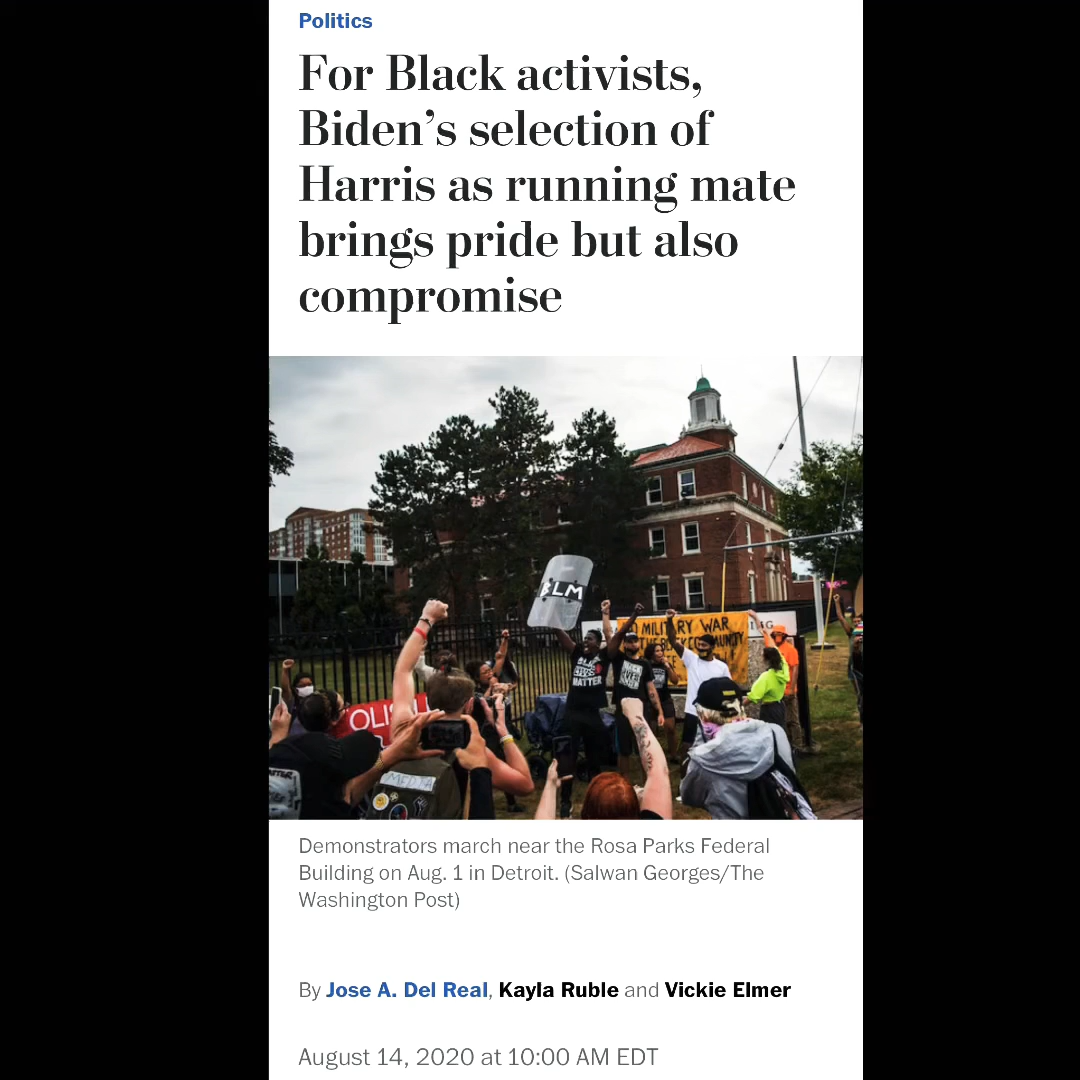 Politics
For Black activists,
Biden's selection of
Harris as running mate
brings pride but also
compromise
BLM
MILITARY WAR
BLACK
LIVES
MATTER
OLIS
MEDIA
Demonstrators march near the Rosa Parks Federal
Building on Aug. 1 in Detroit. (Salwan Georges/The
Washington Post)
By Jose A. Del Real, Kayla Ruble and Vickie Elmer
August 14, 2020 at 10:00 AM EDT